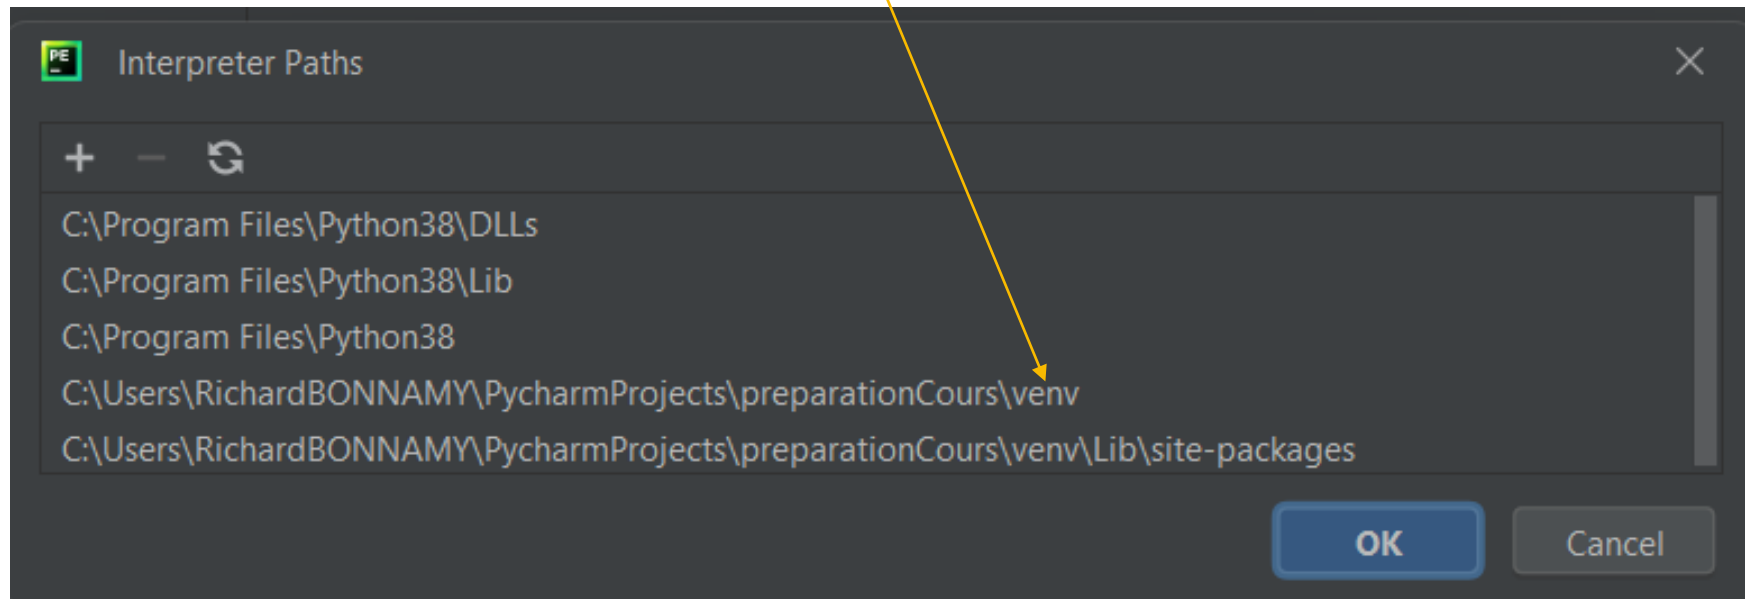 PE
Interpreter Paths
C:\Program Files\Python38\DLLs
C:\Program Files\Python38\Lib
C:\Program Files\Python38
C:\Users\RichardBONNAMY\PycharmProjects\preparationCours\venv
C:\Users\RichardBONNAMY\PycharmProjects\preparationCours\venv\Lib\site-packages
OK
Cancel